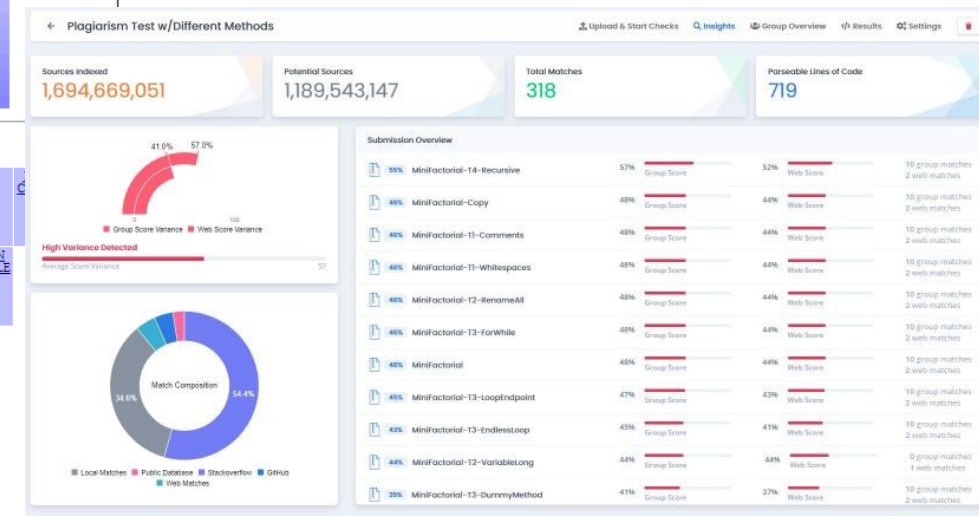 ← Plagiarism Test w/Different Methods
Upload & Start Checks Insights Group Overview </> Results Settings
Sources Indexed
1,694,669,051
Potential Sources
1,189,543,147
Total Matches
318
Parseable Lines of Code
719
41.0% 57.0%
0 100
Group Score Variance Web Score Variance
High Variance Detected
Average Score Variance 57
Match Composition
34.6%
54.4%
Local Matches Public Database Stackoverflow GitHub
Web Matches
Submission Overview
55% MiniFactorial-T4-Recursive 57% Group Score 52% Web Score 10 group matches
2 web matches
46% MiniFactorial-Copy 48% Group Score 44% Web Score 10 group matches
2 web matches
46% MiniFactorial-T1-Comments 48% Group Score 44% Web Score 10 group matches
2 web matches
46% MiniFactorial-T1-Whitespaces 48% Group Score 44% Web Score 10 group matches
2 web matches
46% MiniFactorial-T2-RenameAll 48% Group Score 44% Web Score 10 group matches
2 web matches
46% MiniFactorial-T3-ForWhile 48% Group Score 44% Web Score 10 group matches
2 web matches
46% MiniFactorial 48% Group Score 44% Web Score 10 group matches
2 web matches
45% MiniFactorial-T3-LoopEndpoint 47% Group Score 43% Web Score 10 group matches
2 web matches
43% MiniFactorial-T3-EndlessLoop 45% Group Score 41% Web Score 10 group matches
2 web matches
44% MiniFactorial-T2-VariableLong 44% Group Score 44% Web Score 0 group matches
1 web matches
39% MiniFactorial-T3-DummyMethod 41% Group Score 37% Web Score 10 group matches
2 web matches